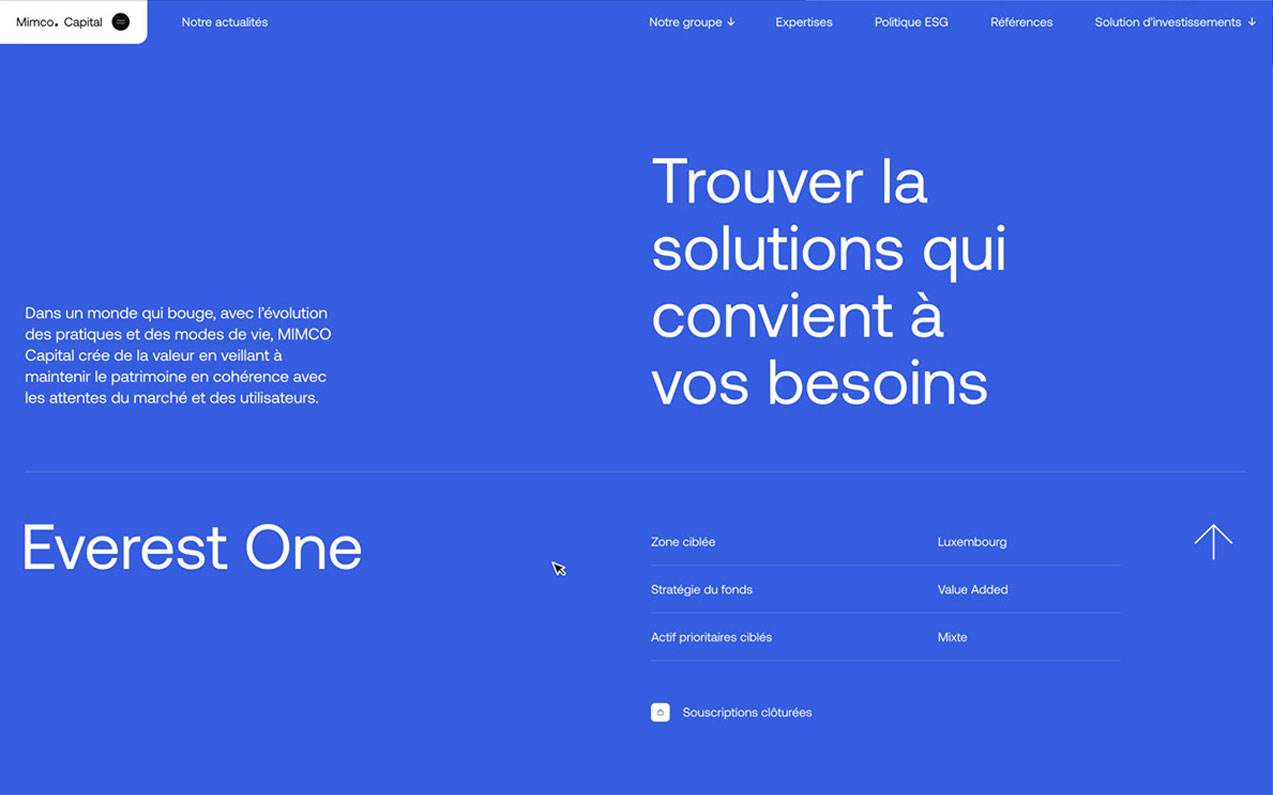 Mimco. Capital
Notre actualités
Notre groupe ↓
Expertises
Politique ESG
Références
Solution d'investissements ↓
Trouver la
solutions qui
convient à
vos besoins
Dans un monde qui bouge, avec l’évolution
des pratiques et des modes de vie, MIMCO
Capital crée de la valeur en veillant à
maintenir le patrimoine en cohérence avec
les attentes du marché et des utilisateurs.
Everest One
Zone ciblée Luxembourg
Stratégie du fonds Value Added
Actif prioritaires ciblés Mixte
Souscriptions clôturées